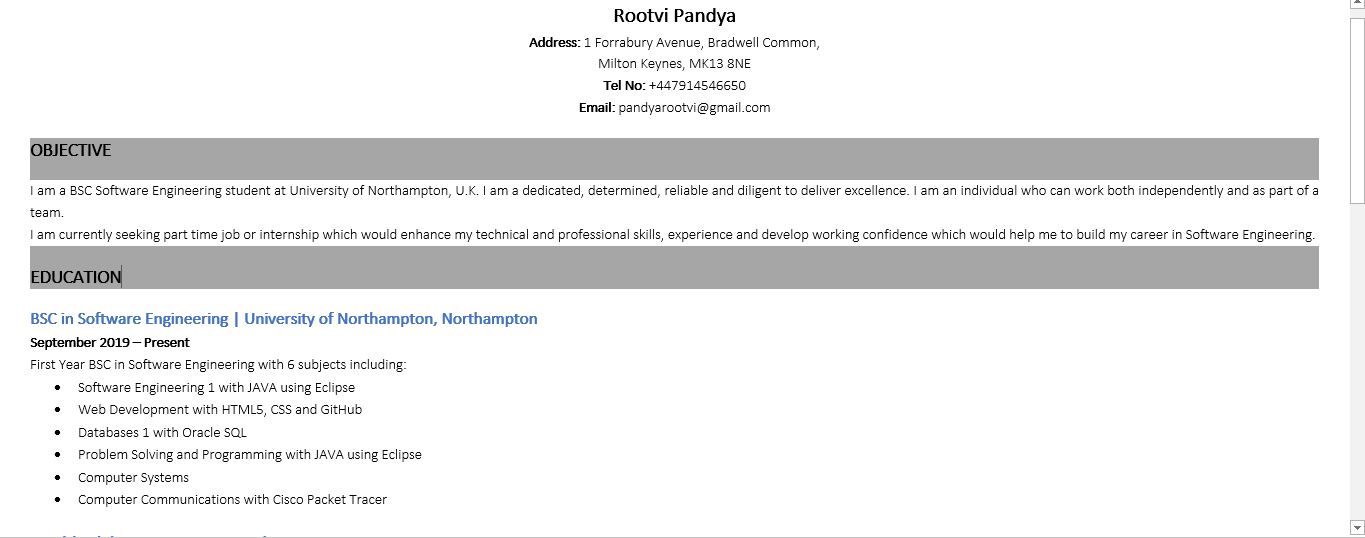 Rootvi Pandya
Address: 1 Forrabury Avenue, Bradwell Common,
Milton Keynes, MK13 8NE
Tel No: +447914546650
Email: pandyarootvi@gmail.com
OBJECTIVE
I am a BSC Software Engineering student at University of Northampton, U.K. I am a dedicated, determined, reliable and diligent to deliver excellence. I am an individual who can work both independently and as part of a
team.
I am currently seeking part time job or internship which would enhance my technical and professional skills, experience and develop working confidence which would help me to build my career in Software Engineering.
EDUCATION
BSC in Software Engineering | University of Northampton, Northampton
September 2019 – Present
First Year BSC in Software Engineering with 6 subjects including:
• Software Engineering 1 with JAVA using Eclipse
• Web Development with HTML5, CSS and GitHub
• Databases 1 with Oracle SQL
• Problem Solving and Programming with JAVA using Eclipse
• Computer Systems
• Computer Communications with Cisco Packet Tracer